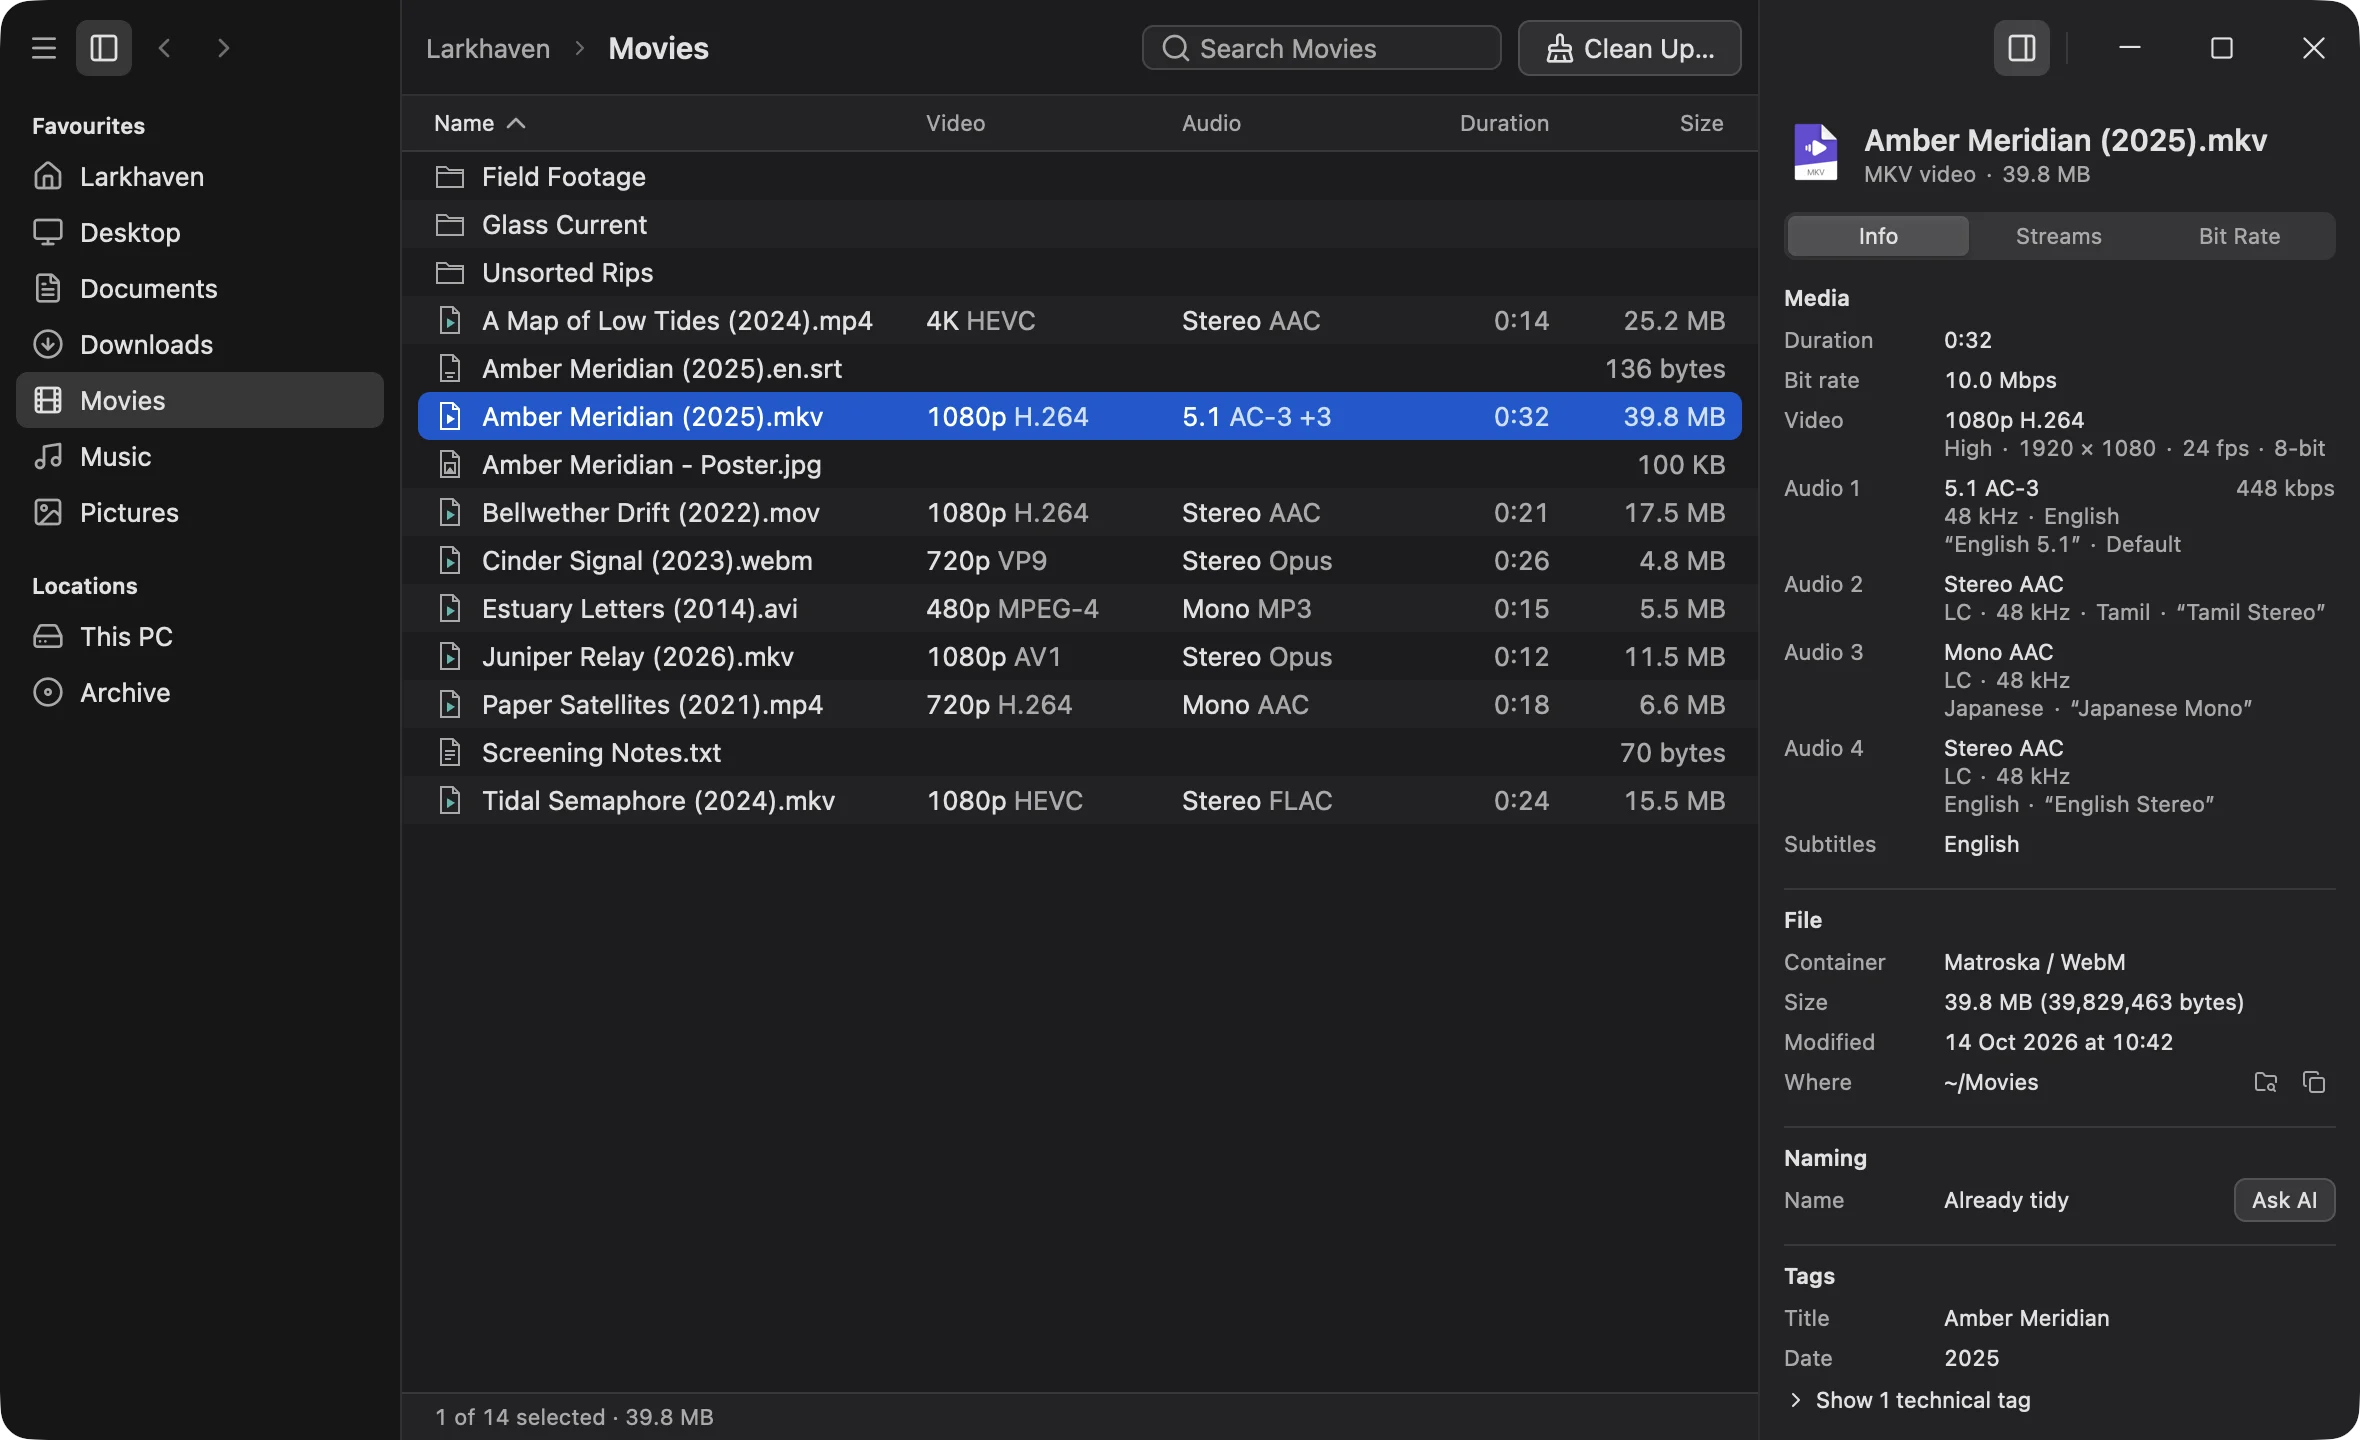 Favourites
Larkhaven
Desktop
Documents
Downloads
Movies
Music
Pictures
Locations
This PC
Archive
Larkhaven › Movies
Search Movies
Clean Up...
Name Video Audio Duration Size
Field Footage
Glass Current
Unsorted Rips
A Map of Low Tides (2024).mp4 4K HEVC Stereo AAC 0:14 25.2 MB
Amber Meridian (2025).en.srt 136 bytes
Amber Meridian (2025).mkv 1080p H.264 5.1 AC-3 +3 0:32 39.8 MB
Amber Meridian - Poster.jpg 100 KB
Bellwether Drift (2022).mov 1080p H.264 Stereo AAC 0:21 17.5 MB
Cinder Signal (2023).webm 720p VP9 Stereo Opus 0:26 4.8 MB
Estuary Letters (2014).avi 480p MPEG-4 Mono MP3 0:15 5.5 MB
Juniper Relay (2026).mkv 1080p AV1 Stereo Opus 0:12 11.5 MB
Paper Satellites (2021).mp4 720p H.264 Mono AAC 0:18 6.6 MB
Screening Notes.txt 70 bytes
Tidal Semaphore (2024).mkv 1080p HEVC Stereo FLAC 0:24 15.5 MB
1 of 14 selected · 39.8 MB
MKV
Amber Meridian (2025).mkv
MKV video · 39.8 MB
Info Streams Bit Rate
Media
Duration 0:32
Bit rate 10.0 Mbps
Video 1080p H.264
High · 1920 × 1080 · 24 fps · 8-bit
Audio 1 5.1 AC-3 448 kbps
48 kHz · English
“English 5.1” · Default
Audio 2 Stereo AAC
LC · 48 kHz · Tamil · “Tamil Stereo”
Audio 3 Mono AAC
LC · 48 kHz
Japanese · “Japanese Mono”
Audio 4 Stereo AAC
LC · 48 kHz
English · “English Stereo”
Subtitles English
File
Container Matroska / WebM
Size 39.8 MB (39,829,463 bytes)
Modified 14 Oct 2026 at 10:42
Where ~/Movies
Naming
Name Already tidy Ask AI
Tags
Title Amber Meridian
Date 2025
Show 1 technical tag